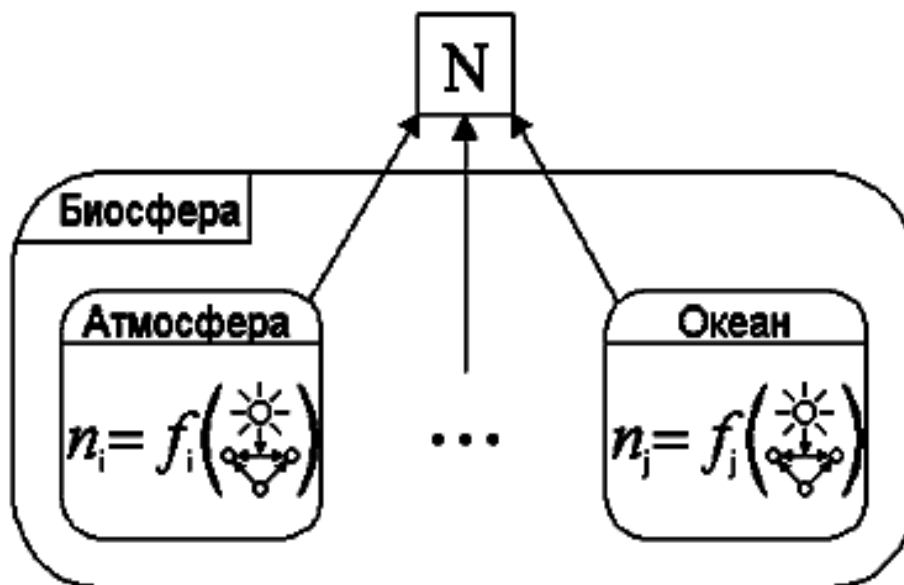 N
Биосфера
Атмосфера
Океан
nᵢ= fᵢ( )
...
nⱼ= fⱼ( )